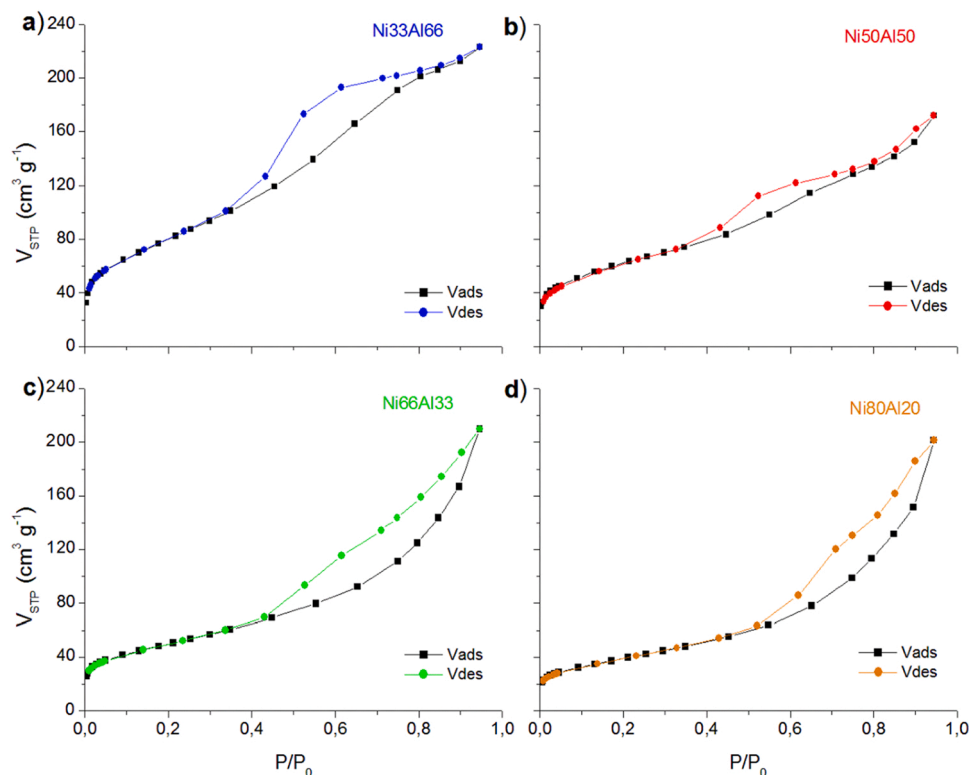 a)
Ni33Al66
240
200
160
120
80
40
0
V_STP (cm³ g⁻¹)
Vads
Vdes
b)
Ni50Al50
Vads
Vdes
c)
Ni66Al33
240
200
160
120
80
40
0
V_STP (cm³ g⁻¹)
Vads
Vdes
0,0 0,2 0,4 0,6 0,8 1,0
P/P₀
d)
Ni80Al20
Vads
Vdes
0,0 0,2 0,4 0,6 0,8 1,0
P/P₀